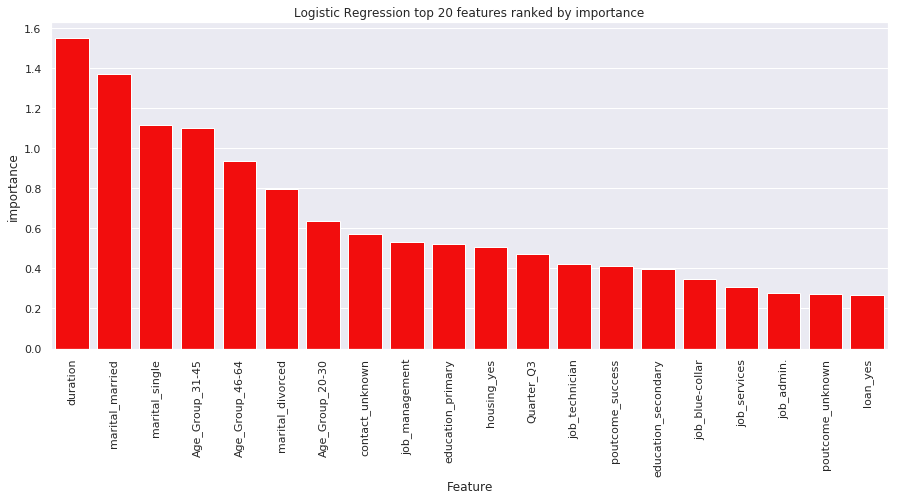 Logistic Regression top 20 features ranked by importance
1.6
1.4
1.2
1.0
0.8
0.6
0.4
0.2
0.0
importance
duration
marital_married
marital_single
Age_Group_31-45
Age_Group_46-64
marital_divorced
Age_Group_20-30
contact_unknown
job_management
education_primary
housing_yes
Quarter_Q3
job_technician
poutcome_success
education_secondary
job_blue-collar
job_services
job_admin.
poutcome_unknown
loan_yes
Feature